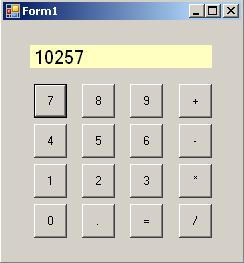 Form1
10257
7 8 9 +
4 5 6 -
1 2 3 *
0 . = /